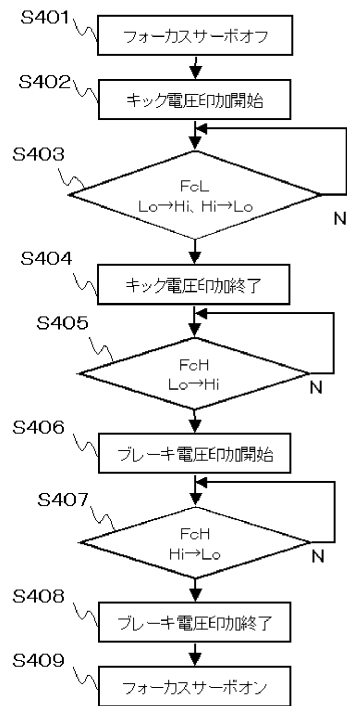 S401
フォーカスサーボオフ
S402
キック電圧印加開始
S403
FcL
Lo→Hi、Hi→Lo
N
S404
キック電圧印加終了
S405
FcH
Lo→Hi
N
S406
ブレーキ電圧印加開始
S407
FcH
Hi→Lo
N
S408
ブレーキ電圧印加終了
S409
フォーカスサーボオン